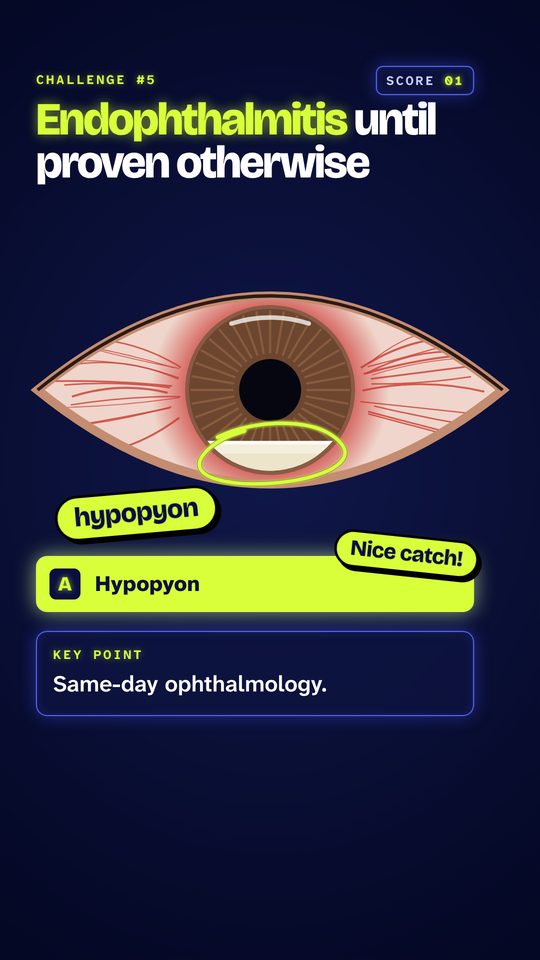 CHALLENGE #5
SCORE 01
Endophthalmitis until
proven otherwise
hypopyon
Nice catch!
A Hypopyon
KEY POINT
Same-day ophthalmology.